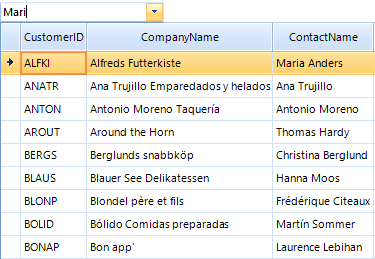 Mari
CustomerID CompanyName ContactName
ALFKI Alfreds Futterkiste Maria Anders
ANATR Ana Trujillo Emparedados y helados Ana Trujillo
ANTON Antonio Moreno Taquería Antonio Moreno
AROUT Around the Horn Thomas Hardy
BERGS Berglunds snabbköp Christina Berglund
BLAUS Blauer See Delikatessen Hanna Moos
BLONP Blondel père et fils Frédérique Citeaux
BOLID Bólido Comidas preparadas Martín Sommer
BONAP Bon app' Laurence Lebihan